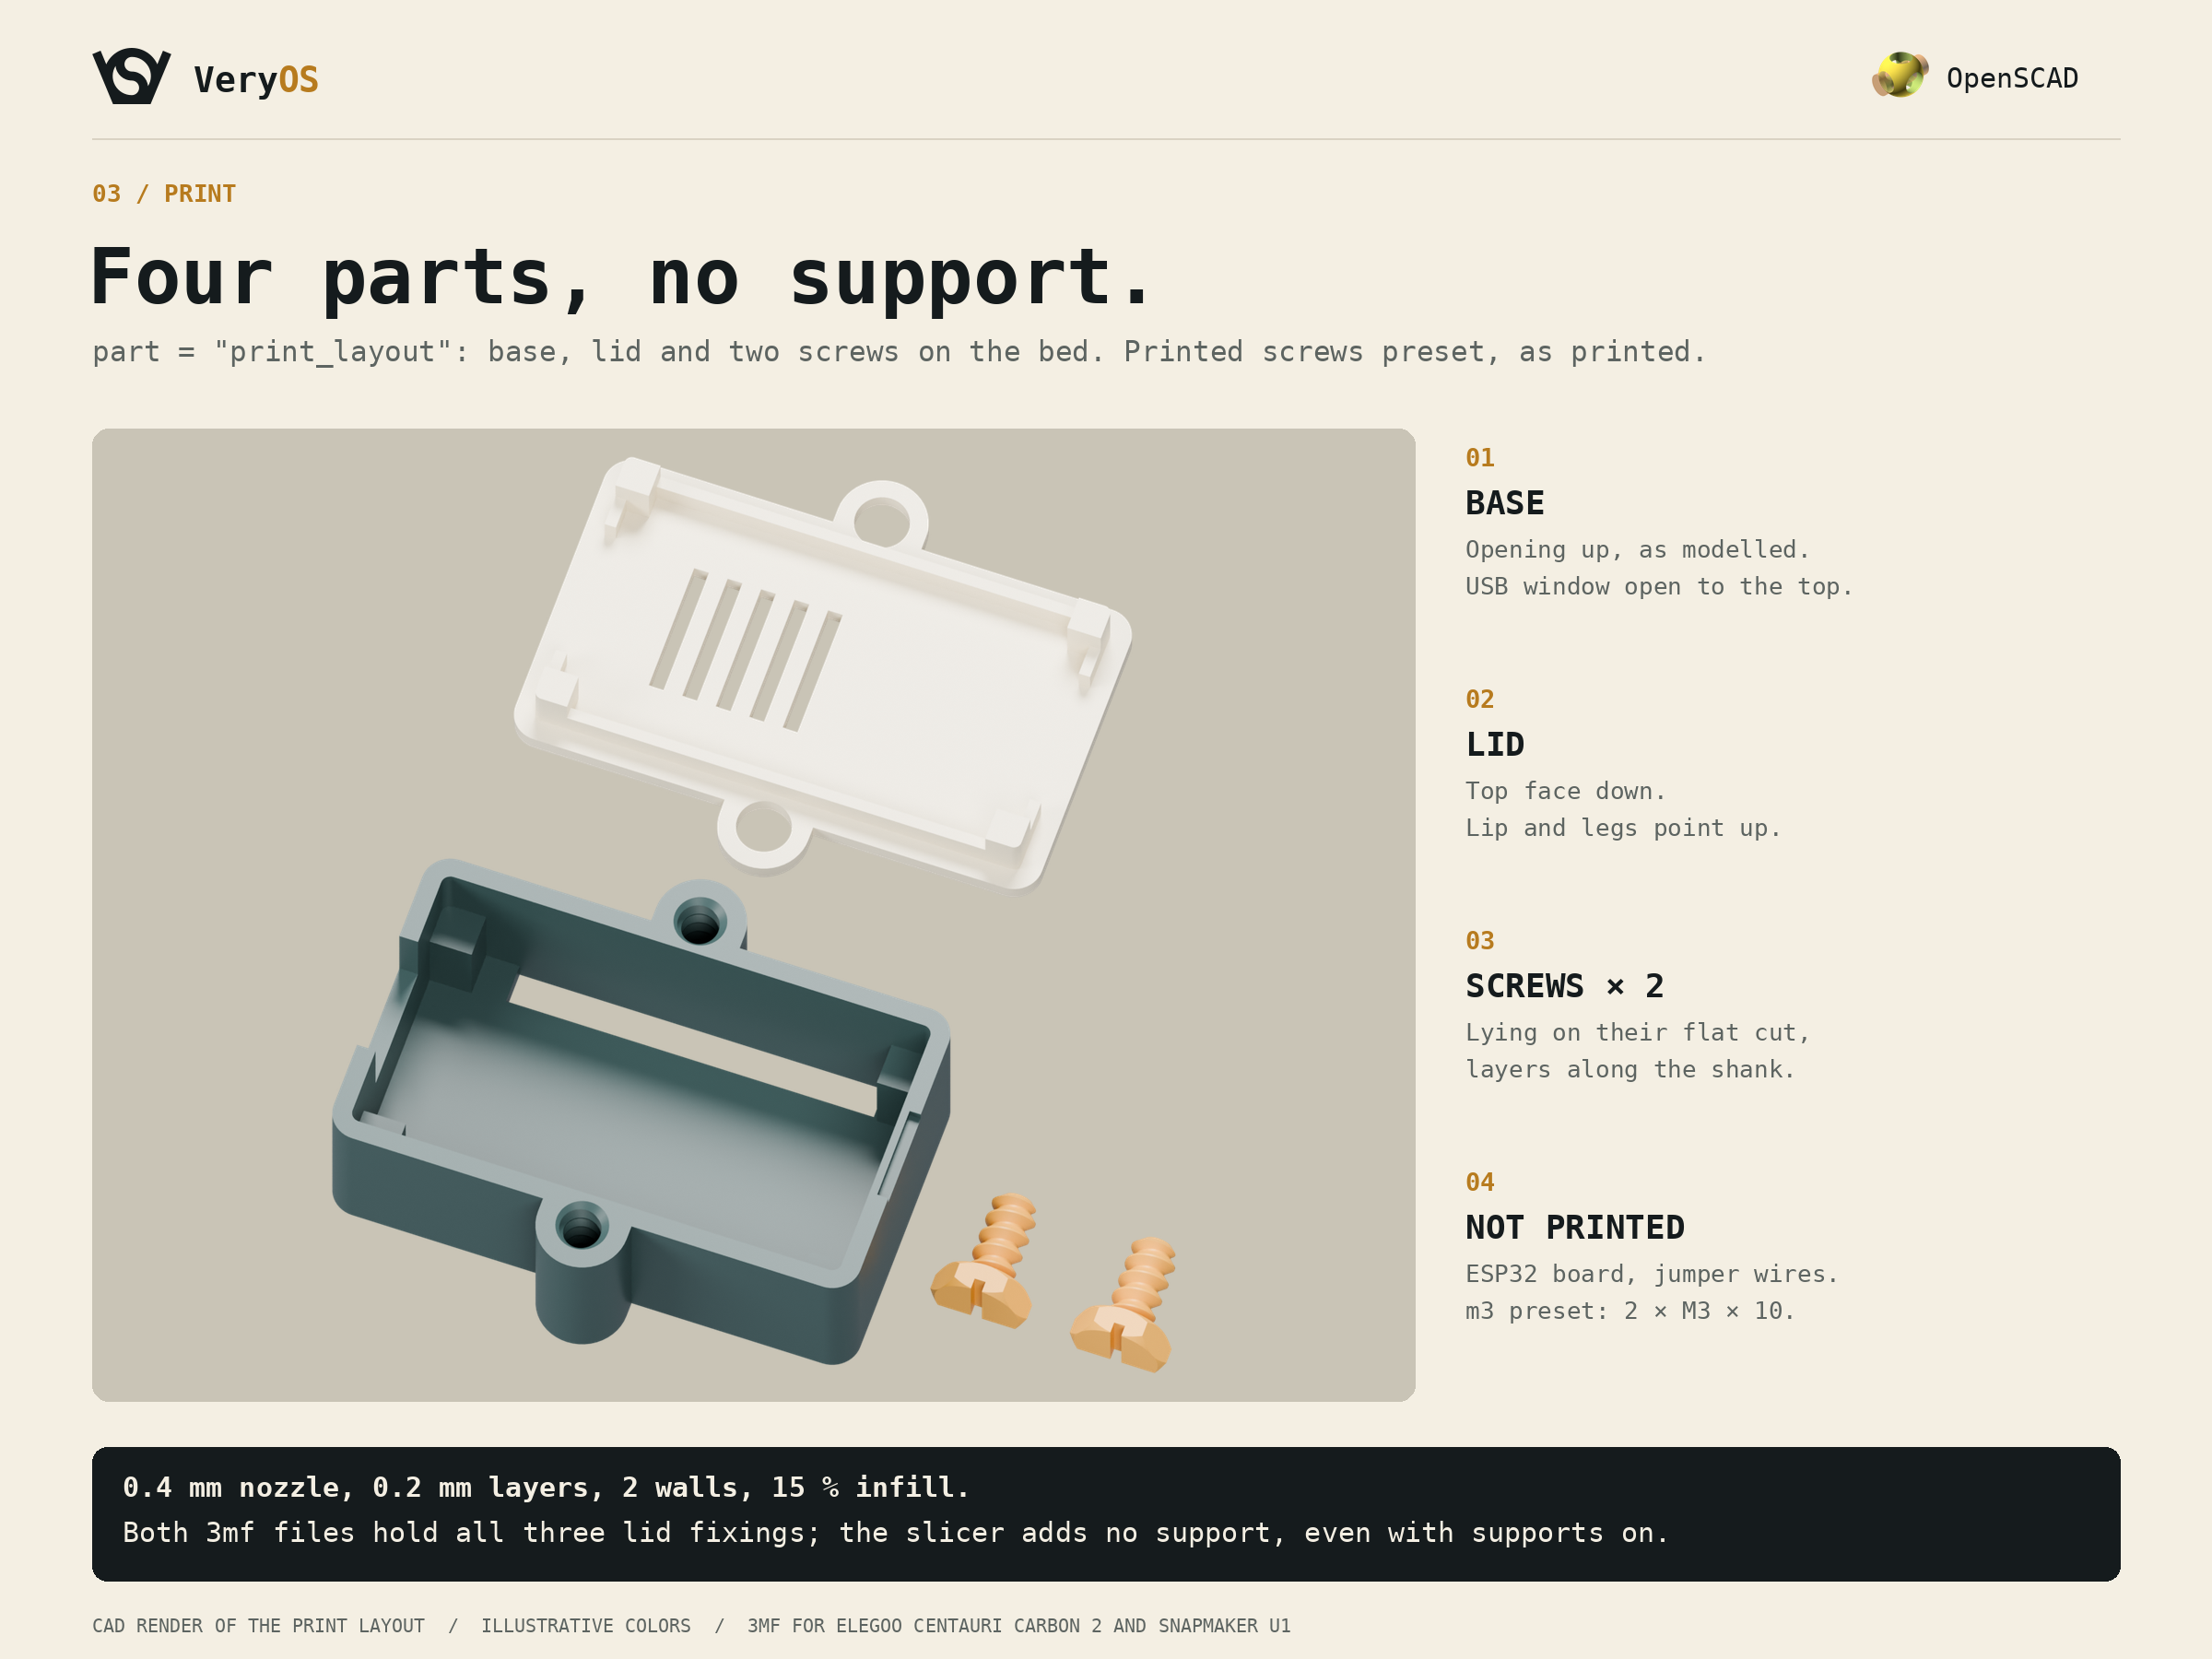 VeryOS
OpenSCAD
03 / PRINT
Four parts, no support.
part = "print_layout": base, lid and two screws on the bed. Printed screws preset, as printed.
01
BASE
Opening up, as modelled.
USB window open to the top.
02
LID
Top face down.
Lip and legs point up.
03
SCREWS × 2
Lying on their flat cut,
layers along the shank.
04
NOT PRINTED
ESP32 board, jumper wires.
m3 preset: 2 × M3 × 10.
0.4 mm nozzle, 0.2 mm layers, 2 walls, 15 % infill.
Both 3mf files hold all three lid fixings; the slicer adds no support, even with supports on.
CAD RENDER OF THE PRINT LAYOUT / ILLUSTRATIVE COLORS / 3MF FOR ELEGOO CENTAURI CARBON 2 AND SNAPMAKER U1